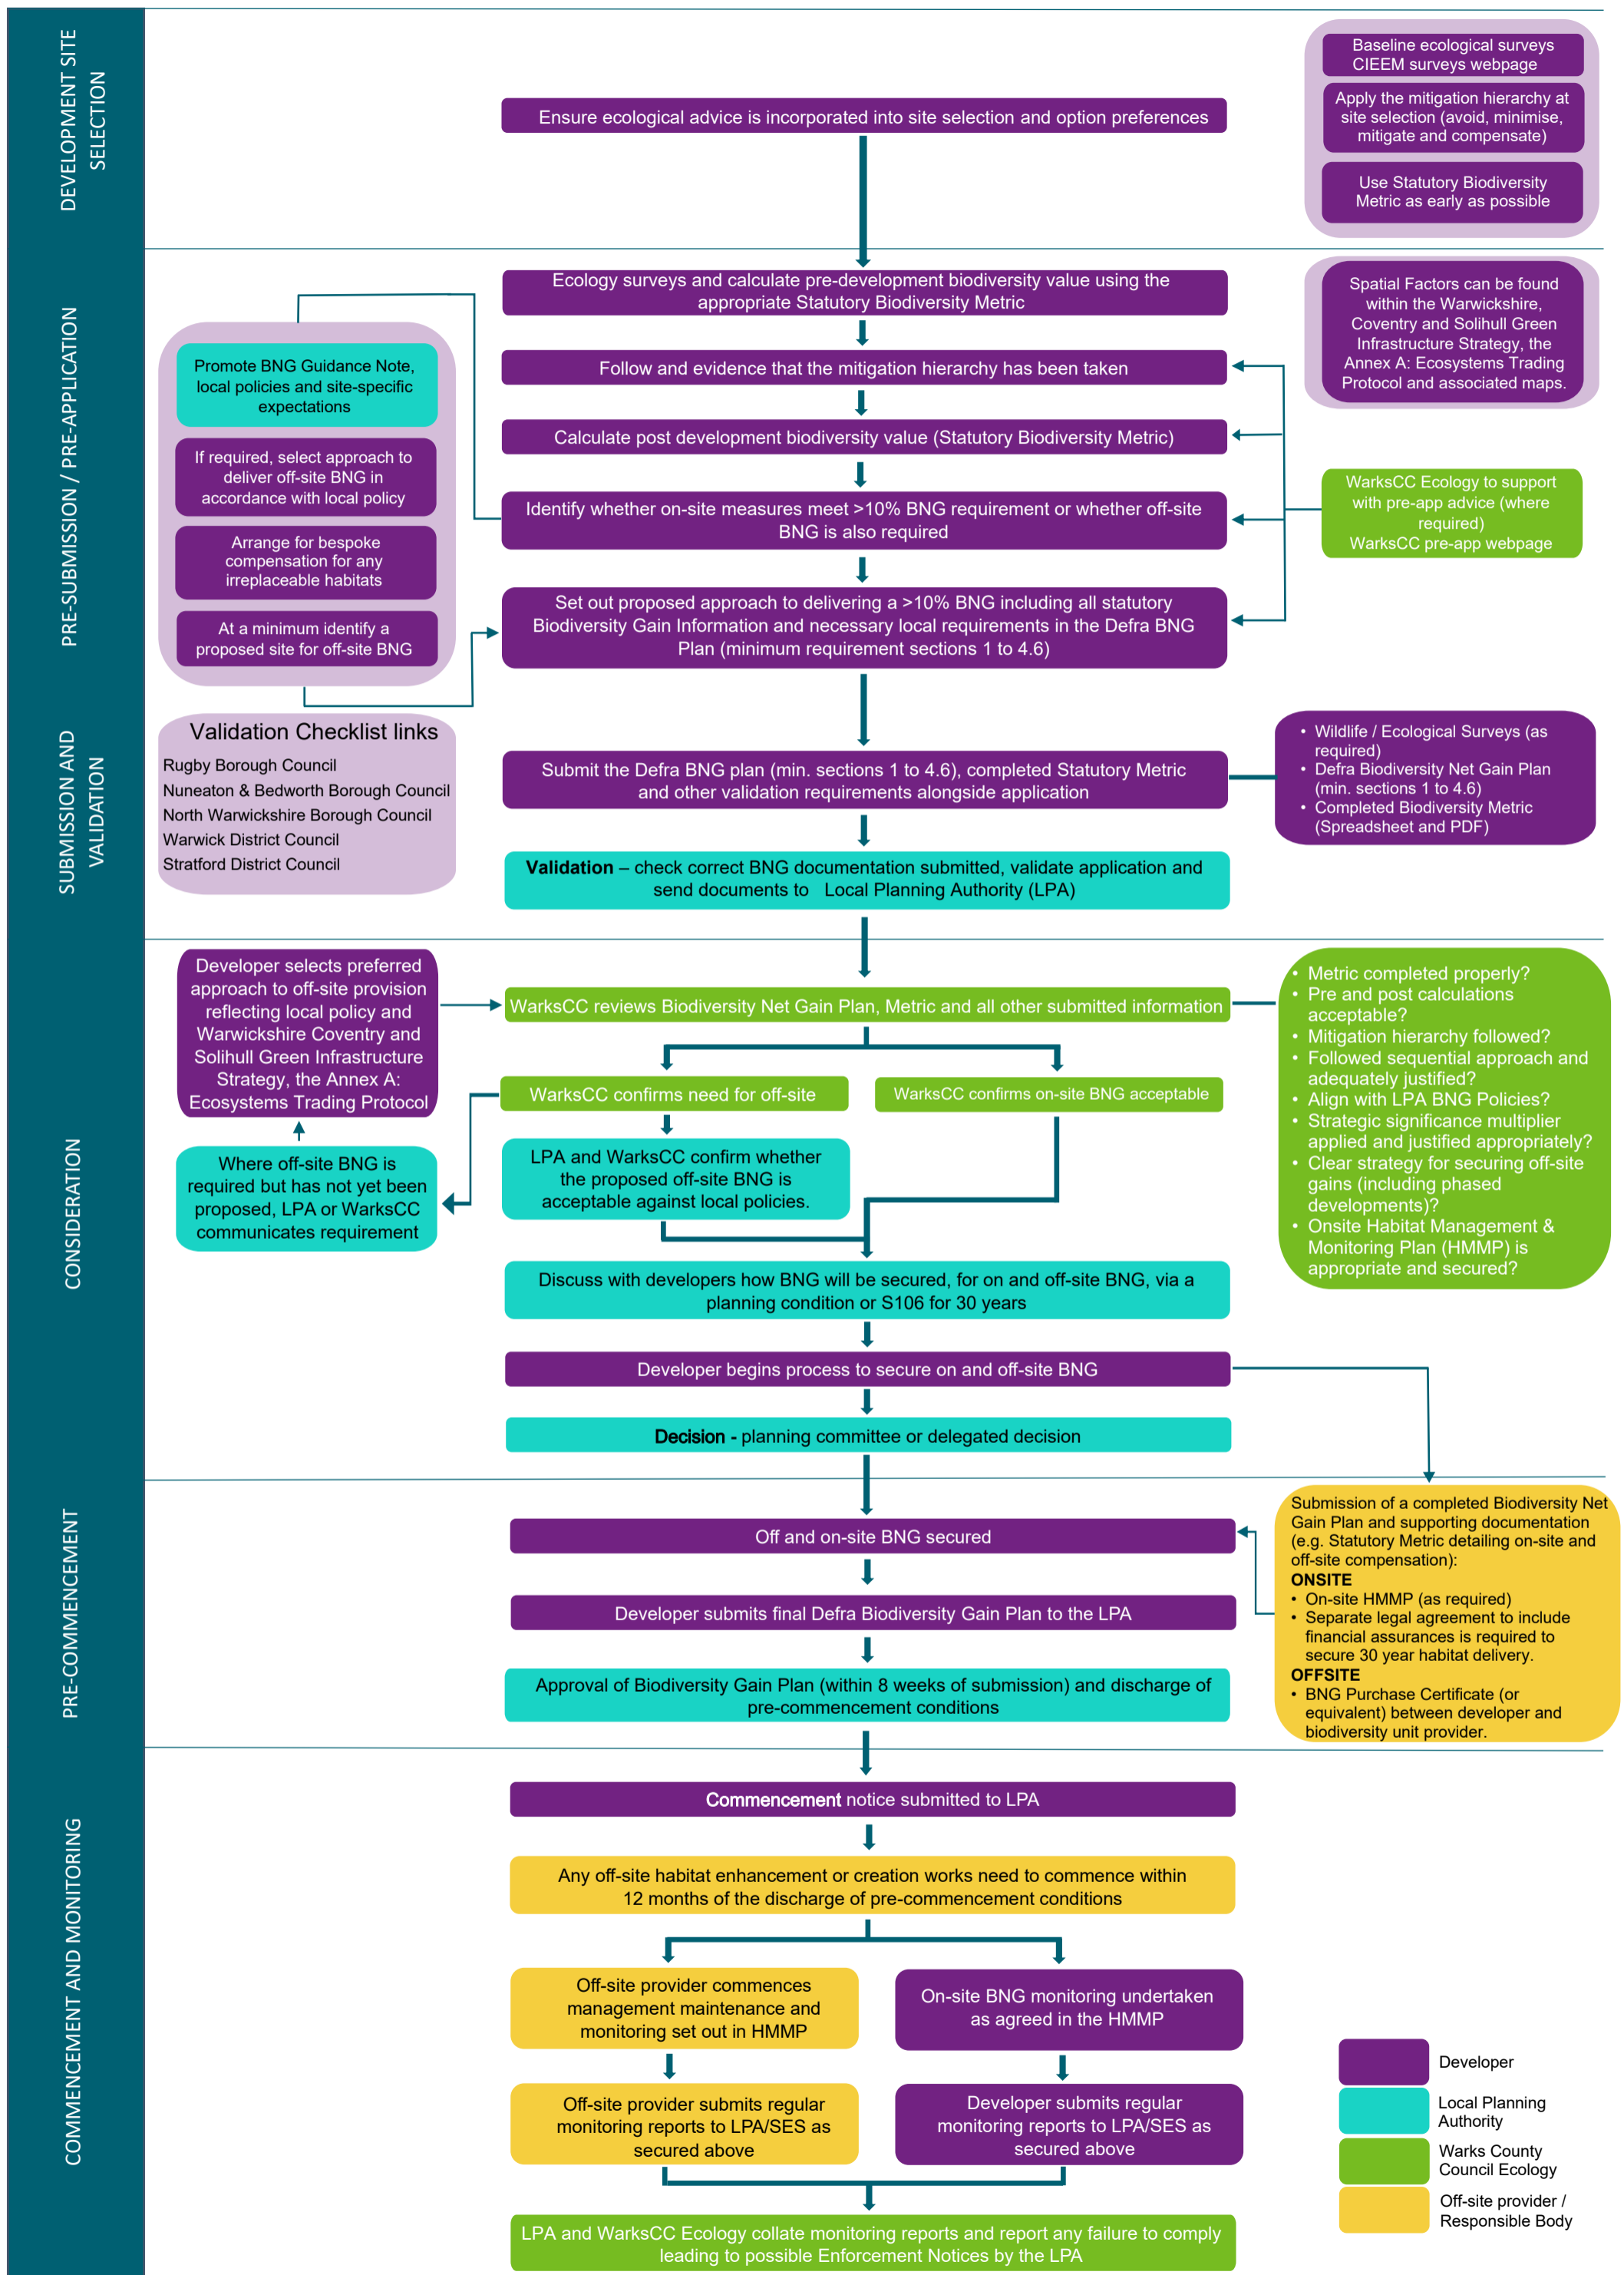 DEVELOPMENT SITE
SELECTION
Ensure ecological advice is incorporated into site selection and option preferences
Baseline ecological surveys
CIEEM surveys webpage
Apply the mitigation hierarchy at
site selection (avoid, minimise,
mitigate and compensate)
Use Statutory Biodiversity
Metric as early as possible
PRE-SUBMISSION / PRE-APPLICATION
Ecology surveys and calculate pre-development biodiversity value using the
appropriate Statutory Biodiversity Metric
Follow and evidence that the mitigation hierarchy has been taken
Calculate post development biodiversity value (Statutory Biodiversity Metric)
Identify whether on-site measures meet >10% BNG requirement or whether off-site
BNG is also required
Set out proposed approach to delivering a >10% BNG including all statutory
Biodiversity Gain Information and necessary local requirements in the Defra BNG
Plan (minimum requirement sections 1 to 4.6)
Promote BNG Guidance Note,
local policies and site-specific
expectations
If required, select approach to
deliver off-site BNG in
accordance with local policy
Arrange for bespoke
compensation for any
irreplaceable habitats
At a minimum identify a
proposed site for off-site BNG
Spatial Factors can be found
within the Warwickshire,
Coventry and Solihull Green
Infrastructure Strategy, the
Annex A: Ecosystems Trading
Protocol and associated maps.
WarksCC Ecology to support
with pre-app advice (where
required)
WarksCC pre-app webpage
SUBMISSION AND
VALIDATION
Validation Checklist links
Rugby Borough Council
Nuneaton & Bedworth Borough Council
North Warwickshire Borough Council
Warwick District Council
Stratford District Council
Submit the Defra BNG plan (min. sections 1 to 4.6), completed Statutory Metric
and other validation requirements alongside application
• Wildlife / Ecological Surveys (as
required)
• Defra Biodiversity Net Gain Plan
(min. sections 1 to 4.6)
• Completed Biodiversity Metric
(Spreadsheet and PDF)
Validation – check correct BNG documentation submitted, validate application and
send documents to Local Planning Authority (LPA)
CONSIDERATION
Developer selects preferred
approach to off-site provision
reflecting local policy and
Warwickshire Coventry and
Solihull Green Infrastructure
Strategy, the Annex A:
Ecosystems Trading Protocol
Where off-site BNG is
required but has not yet been
proposed, LPA or WarksCC
communicates requirement
WarksCC reviews Biodiversity Net Gain Plan, Metric and all other submitted information
WarksCC confirms need for off-site
WarksCC confirms on-site BNG acceptable
LPA and WarksCC confirm whether
the proposed off-site BNG is
acceptable against local policies.
• Metric completed properly?
• Pre and post calculations
acceptable?
• Mitigation hierarchy followed?
• Followed sequential approach and
adequately justified?
• Align with LPA BNG Policies?
• Strategic significance multiplier
applied and justified appropriately?
• Clear strategy for securing off-site
gains (including phased
developments)?
• Onsite Habitat Management &
Monitoring Plan (HMMP) is
appropriate and secured?
Discuss with developers how BNG will be secured, for on and off-site BNG, via a
planning condition or S106 for 30 years
Developer begins process to secure on and off-site BNG
Decision - planning committee or delegated decision
PRE-COMMENCEMENT
Off and on-site BNG secured
Developer submits final Defra Biodiversity Gain Plan to the LPA
Approval of Biodiversity Gain Plan (within 8 weeks of submission) and discharge of
pre-commencement conditions
Submission of a completed Biodiversity Net
Gain Plan and supporting documentation
(e.g. Statutory Metric detailing on-site and
off-site compensation):
ONSITE
• On-site HMMP (as required)
• Separate legal agreement to include
financial assurances is required to
secure 30 year habitat delivery.
OFFSITE
• BNG Purchase Certificate (or
equivalent) between developer and
biodiversity unit provider.
COMMENCEMENT AND MONITORING
Commencement notice submitted to LPA
Any off-site habitat enhancement or creation works need to commence within
12 months of the discharge of pre-commencement conditions
Off-site provider commences
management maintenance and
monitoring set out in HMMP
On-site BNG monitoring undertaken
as agreed in the HMMP
Off-site provider submits regular
monitoring reports to LPA/SES as
secured above
Developer submits regular
monitoring reports to LPA/SES as
secured above
LPA and WarksCC Ecology collate monitoring reports and report any failure to comply
leading to possible Enforcement Notices by the LPA
Developer
Local Planning
Authority
Warks County
Council Ecology
Off-site provider /
Responsible Body